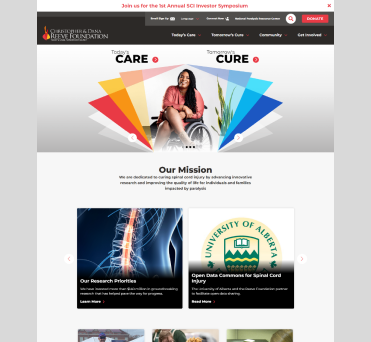 Join us for the 1st Annual SCI Investor Symposium
Email Sign-Up
Contact
Discover Now
National Paralysis Resource Center
DONATE
CHRISTOPHER & DANA
REEVE FOUNDATION
Today's Care
Tomorrow's Cure
Community
Get Involved
Today's
CARE
Tomorrow's
CURE
Our Mission
We are dedicated to curing spinal cord injury by advancing innovative
research and improving the quality of life for individuals and families
impacted by paralysis
UNIVERSITY OF ALBERTA
Our Research Priorities
We have invested more than $140 million in groundbreaking
research that has helped pave the way for progress.
Learn More
Open Data Commons for Spinal Cord
Injury
The University of Alberta and the Reeve Foundation partner
to facilitate open data sharing.
Read More